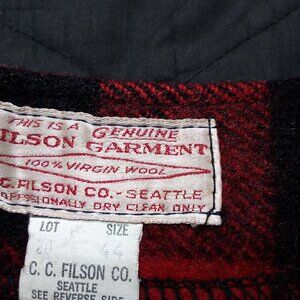 THIS IS A GENUINE
ILSON GARMENT
100% VIRGIN WOOL
C. FILSON CO. - SEATTLE
OFESSIONALLY DRY CLEAN ONLY
LOT SIZE
44
C. C. FILSON CO.
SEATTLE
SEE REVERSE SIDE